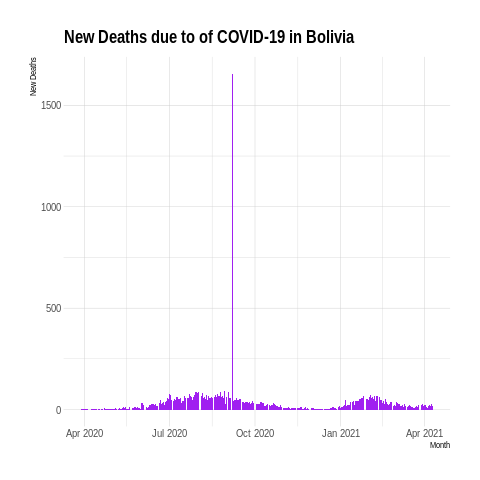 New Deaths due to of COVID-19 in Bolivia
New Deaths
1500
1000
500
0
Apr 2020 Jul 2020 Oct 2020 Jan 2021 Apr 2021
Month